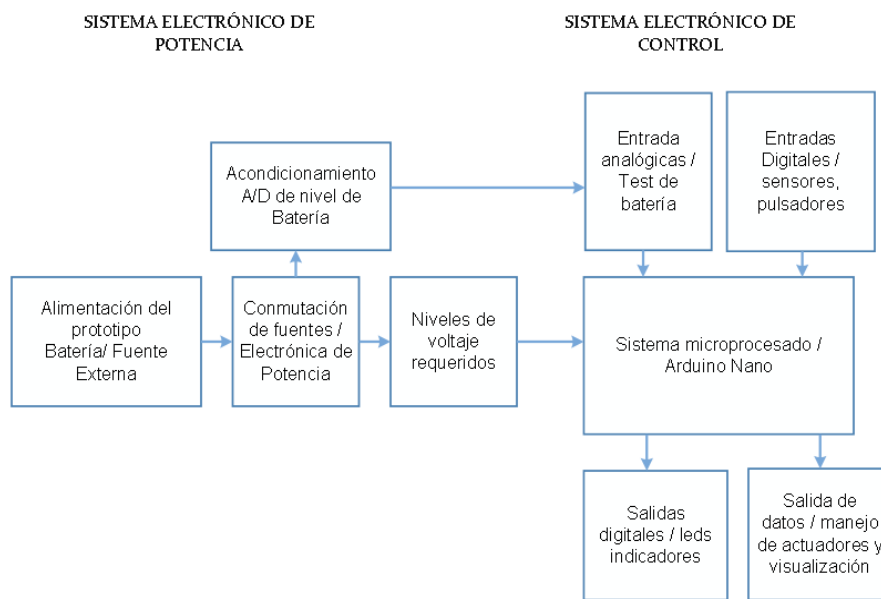 SISTEMA ELECTRÓNICO DE
POTENCIA
SISTEMA ELECTRÓNICO DE
CONTROL
Acondicionamiento
A/D de nivel de
Batería
Entrada
analógicas /
Test de
batería
Entradas
Digitales /
sensores,
pulsadores
Alimentación del
prototipo
Batería/ Fuente
Externa
Conmutación
de fuentes /
Electrónica de
Potencia
Niveles de
voltaje
requeridos
Sistema microprocesado /
Arduino Nano
Salidas
digitales / leds
indicadores
Salida de
datos / manejo
de actuadores y
visualización